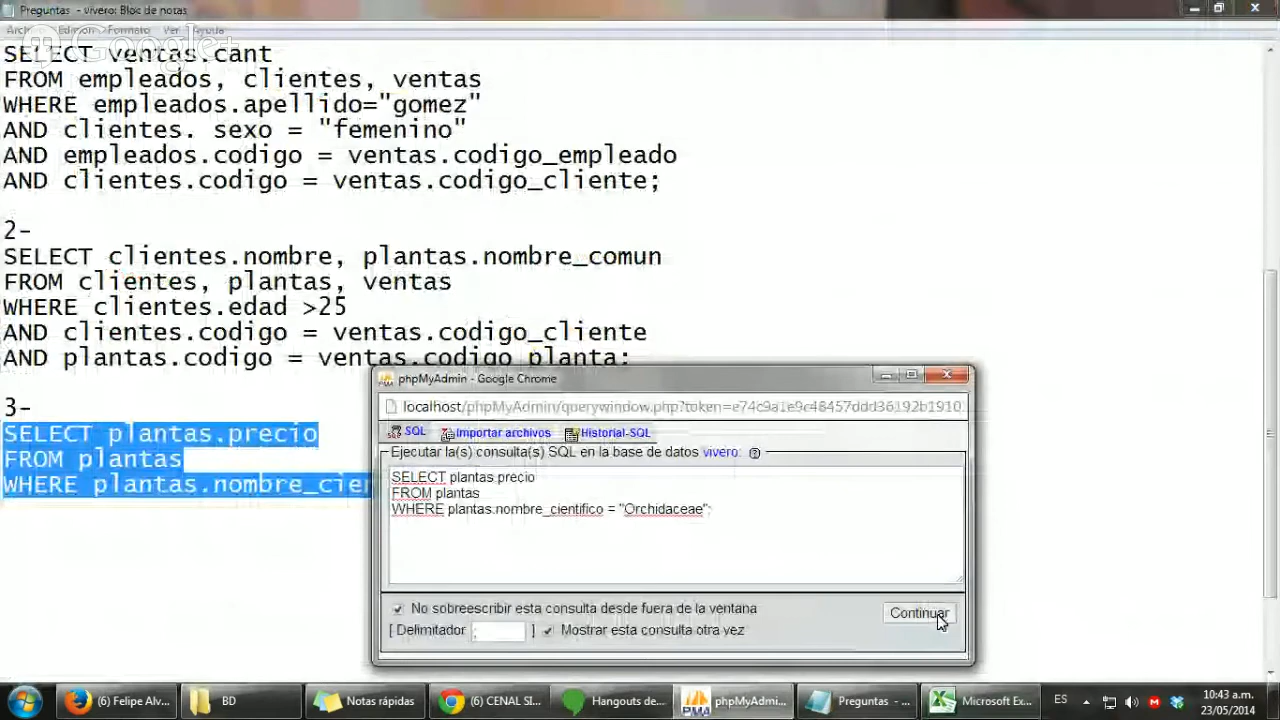 Preguntas - vivero: Bloc de notas
Archivo Edición Formato Ver Ayuda
Google+
SELECT ventas.cant
FROM empleados, clientes, ventas
WHERE empleados.apellido="gomez"
AND clientes. sexo = "femenino"
AND empleados.codigo = ventas.codigo_empleado
AND clientes.codigo = ventas.codigo_cliente;
2-
SELECT clientes.nombre, plantas.nombre_comun
FROM clientes, plantas, ventas
WHERE clientes.edad >25
AND clientes.codigo = ventas.codigo_cliente
AND plantas.codigo = ventas.codigo_planta;
3-
SELECT plantas.precio
FROM plantas
WHERE plantas.nombre_cien
phpMyAdmin - Google Chrome
localhost/phpMyAdmin/querywindow.php?token=e74c9a1e9c48457ddd36192b1910
SQL Importar archivos Historial-SQL
Ejecutar la(s) consulta(s) SQL en la base de datos vivero:
SELECT plantas.precio
FROM plantas
WHERE plantas.nombre_cientifico = "Orchidaceae";
No sobreescribir esta consulta desde fuera de la ventana
Continuar
[ Delimitador ; ] Mostrar esta consulta otra vez
(6) Felipe Alv... BD Notas rápidas (6) CENAL SI... Hangouts de... phpMyAdmi... Preguntas - ... Microsoft Ex... ES 10:43 a.m.
23/05/2014